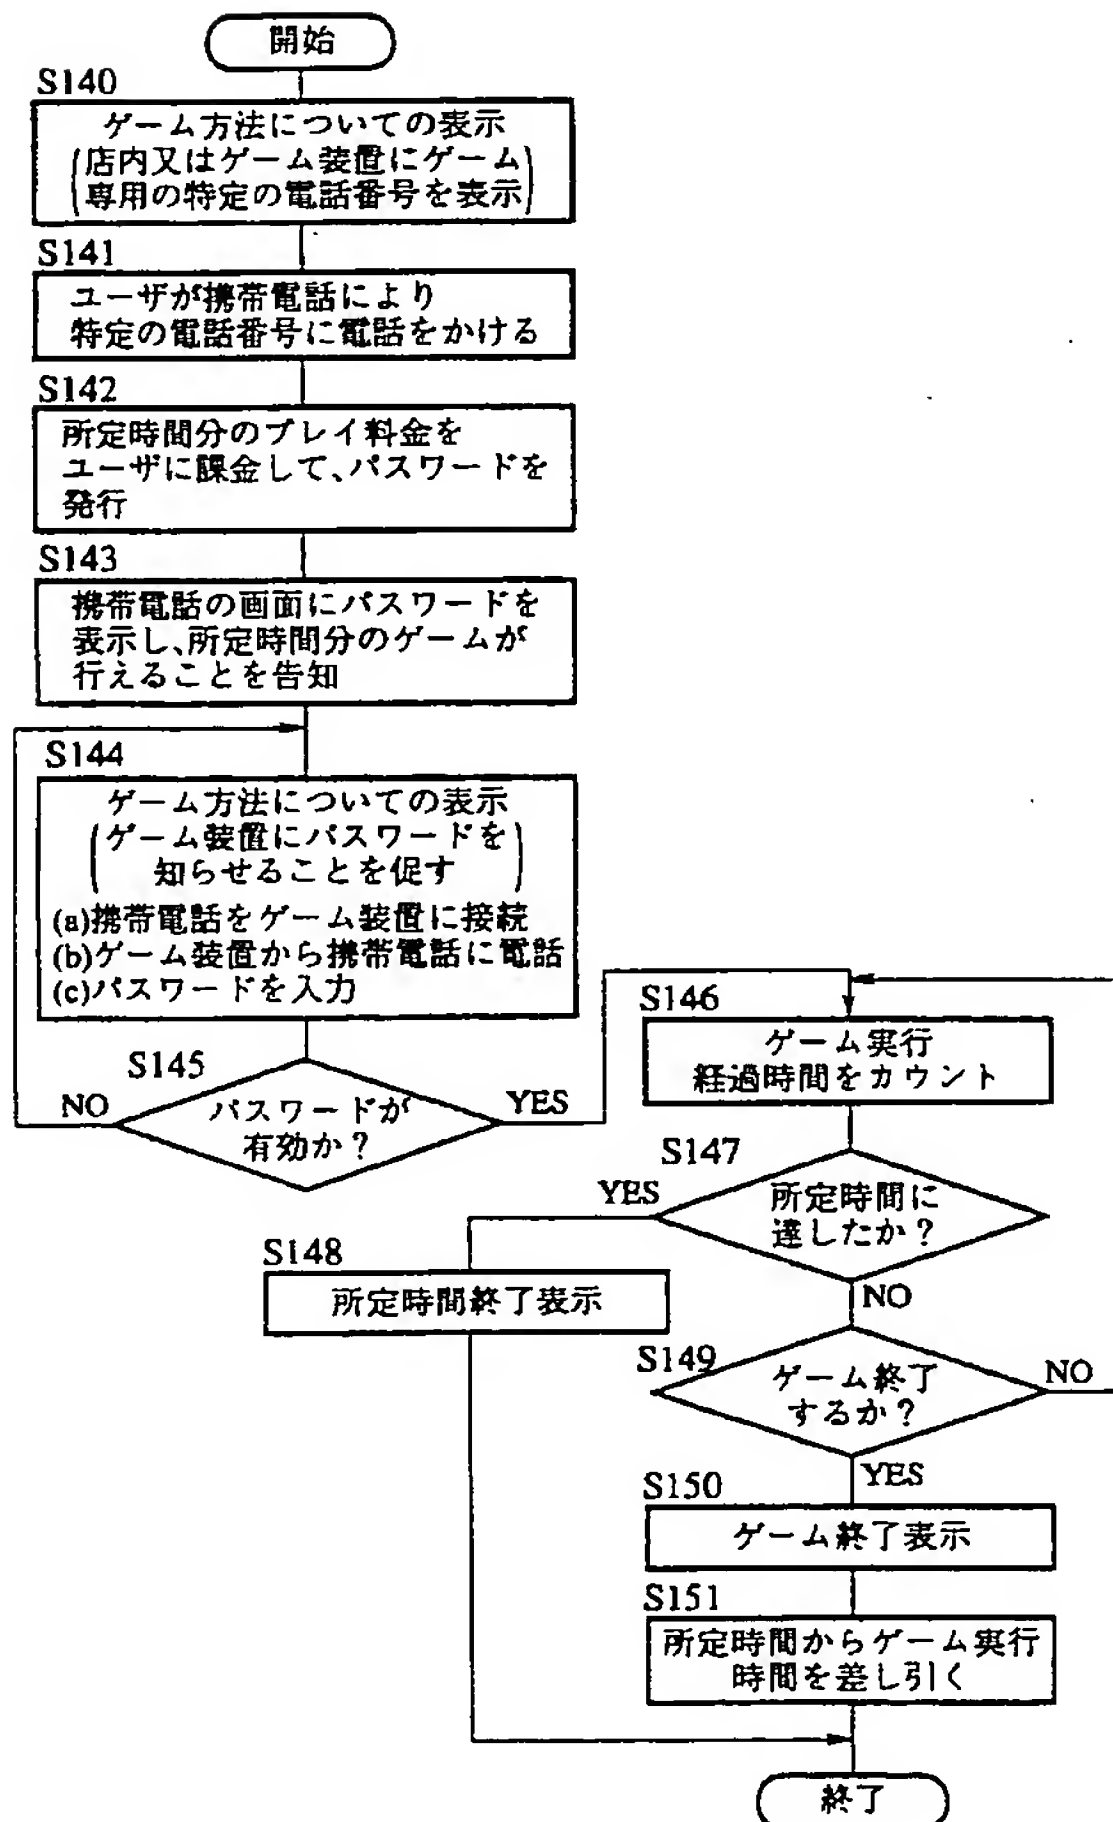 開始
S140
ゲーム方法についての表示
(店内又はゲーム装置にゲーム
専用の特定の電話番号を表示)
S141
ユーザが携帯電話により
特定の電話番号に電話をかける
S142
所定時間分のプレイ料金を
ユーザに課金して、パスワードを
発行
S143
携帯電話の画面にパスワードを
表示し、所定時間分のゲームが
行えることを告知
S144
ゲーム方法についての表示
(ゲーム装置にパスワードを
知らせることを促す)
(a)携帯電話をゲーム装置に接続
(b)ゲーム装置から携帯電話に電話
(c)パスワードを入力
S145
パスワードが
有効か?
NO
YES
S146
ゲーム実行
経過時間をカウント
S147
所定時間に
達したか?
YES
NO
S148
所定時間終了表示
S149
ゲーム終了
するか?
NO
YES
S150
ゲーム終了表示
S151
所定時間からゲーム実行
時間を差し引く
終了